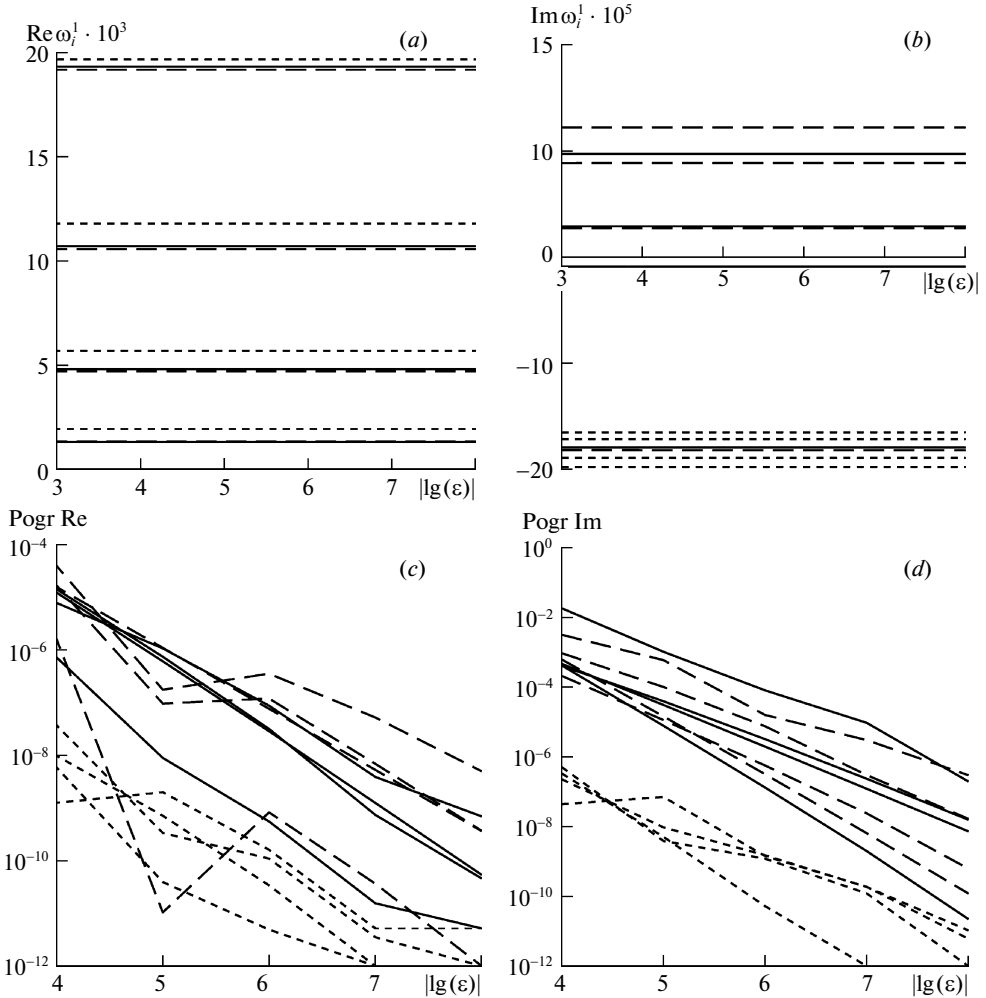 Re ω_i^1 · 10^3
(a)
20
15
10
5
0
3 4 5 6 7 |lg(ε)|
Im ω_i^1 · 10^5
(b)
15
10
0
3 4 5 6 7 |lg(ε)|
−10
−20
Pogr Re
(c)
10^−4
10^−6
10^−8
10^−10
10^−12
4 5 6 7 |lg(ε)|
Pogr Im
(d)
10^0
10^−2
10^−4
10^−6
10^−8
10^−10
10^−12
4 5 6 7 |lg(ε)|